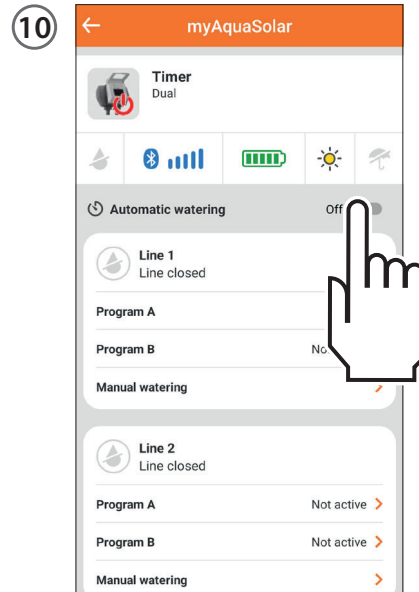 10
myAquaSolar
Timer
Dual
Automatic watering Off
Line 1
Line closed
Program A
Program B
Manual watering
Line 2
Line closed
Program A Not active
Program B Not active
Manual watering